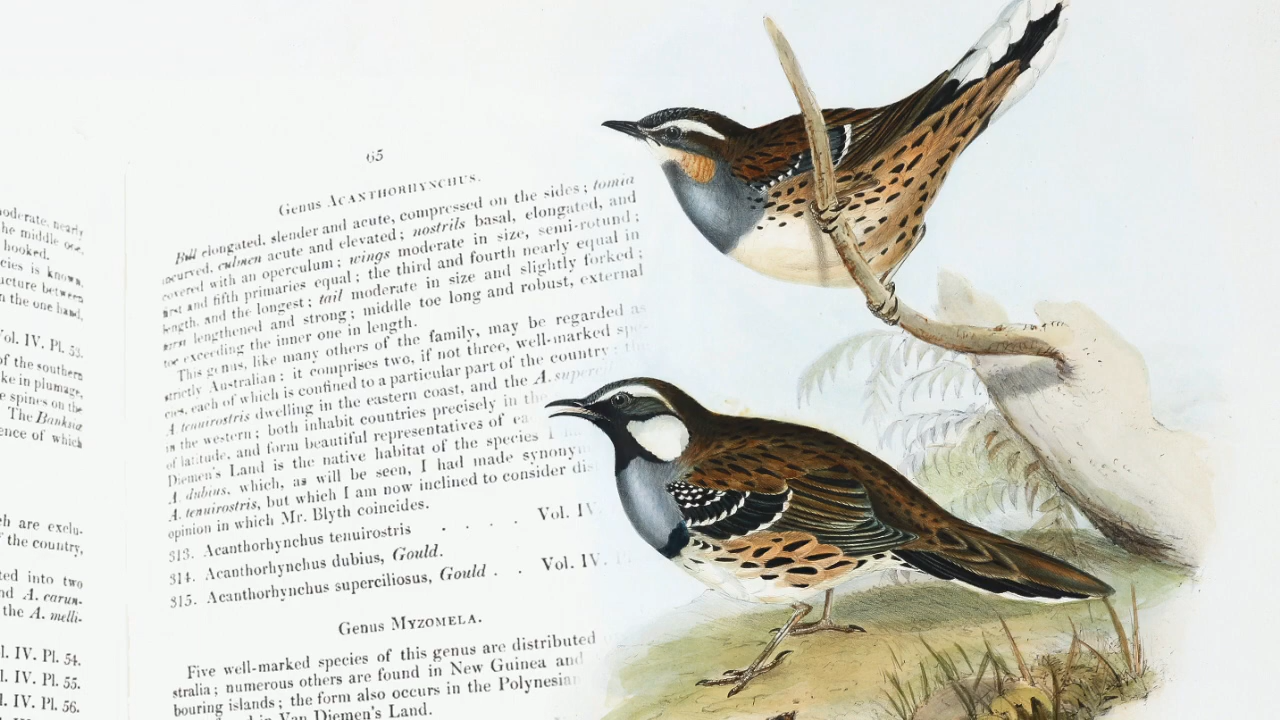 oderate, nearly
he middle one,
hooked.
cies is known,
ucture between
n the one hand,
ol. IV. Pl. 53.
of the southern
ke in plumage,
e spines on the
The Banksia
ence of which
ch are exclu-
the country,
ted into two
nd A. carun-
the A. melli-
l. IV. Pl. 54.
l. IV. Pl. 55.
l. IV. Pl. 56.
65
Genus ACANTHORHYNCHUS.
Bill elongated, slender and acute, compressed on the sides; tomia
incurved, culmen acute and elevated; nostrils basal, elongated, and
covered with an operculum; wings moderate in size, semi-rotund;
first and fifth primaries equal; the third and fourth nearly equal in
length, and the longest; tail moderate in size and slightly forked;
tarsi lengthened and strong; middle toe long and robust, external
toe exceeding the inner one in length.
This genus, like many others of the family, may be regarded as
strictly Australian: it comprises two, if not three, well-marked spe-
cies, each of which is confined to a particular part of the country; the
A. tenuirostris dwelling in the eastern coast, and the A. superci
in the western; both inhabit countries precisely in the
of latitude, and form beautiful representatives of ea
Diemen's Land is the native habitat of the species I
A. dubius, which, as will be seen, I had made synonym
A. tenuirostris, but which I am now inclined to consider dis
opinion in which Mr. Blyth coincides.
313. Acanthorhynchus tenuirostris . . . . Vol. IV.
314. Acanthorhynchus dubius, Gould.
315. Acanthorhynchus superciliosus, Gould . . Vol. IV. P
Genus MYZOMELA.
Five well-marked species of this genus are distributed
stralia; numerous others are found in New Guinea and
bouring islands; the form also occurs in the Polynesian
in Van Diemen's Land.